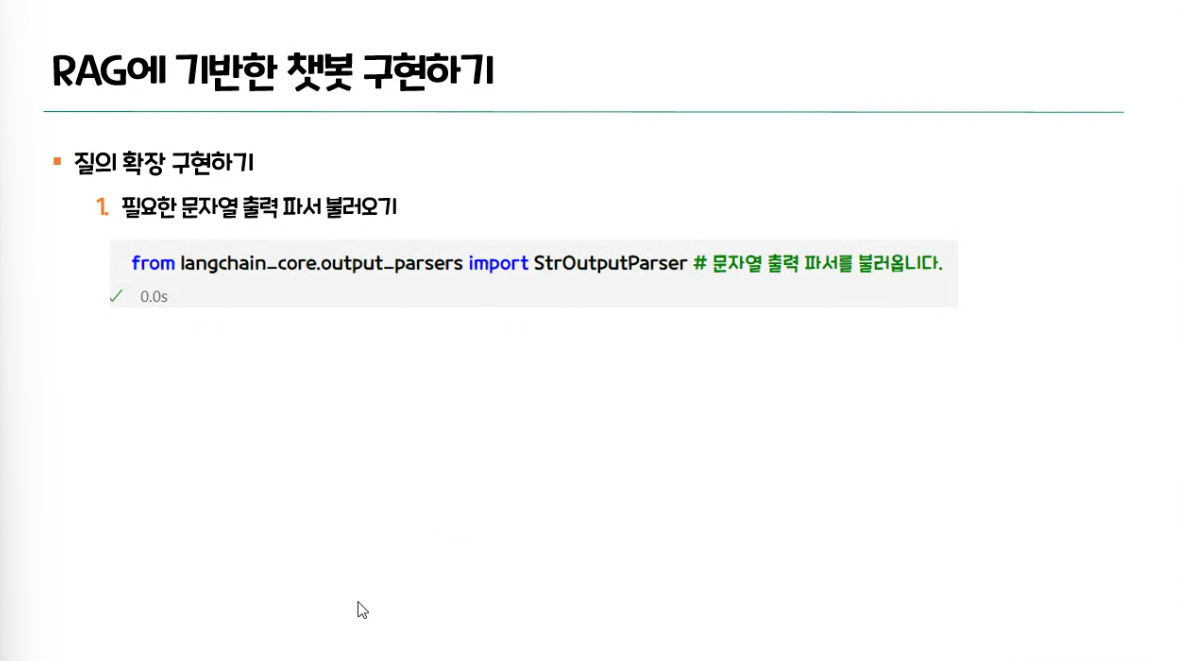 RAG에 기반한 챗봇 구현하기
▪ 질의 확장 구현하기
1. 필요한 문자열 출력 파서 불러오기
from langchain_core.output_parsers import StrOutputParser # 문자열 출력 파서를 불러옵니다.
✓ 0.0s